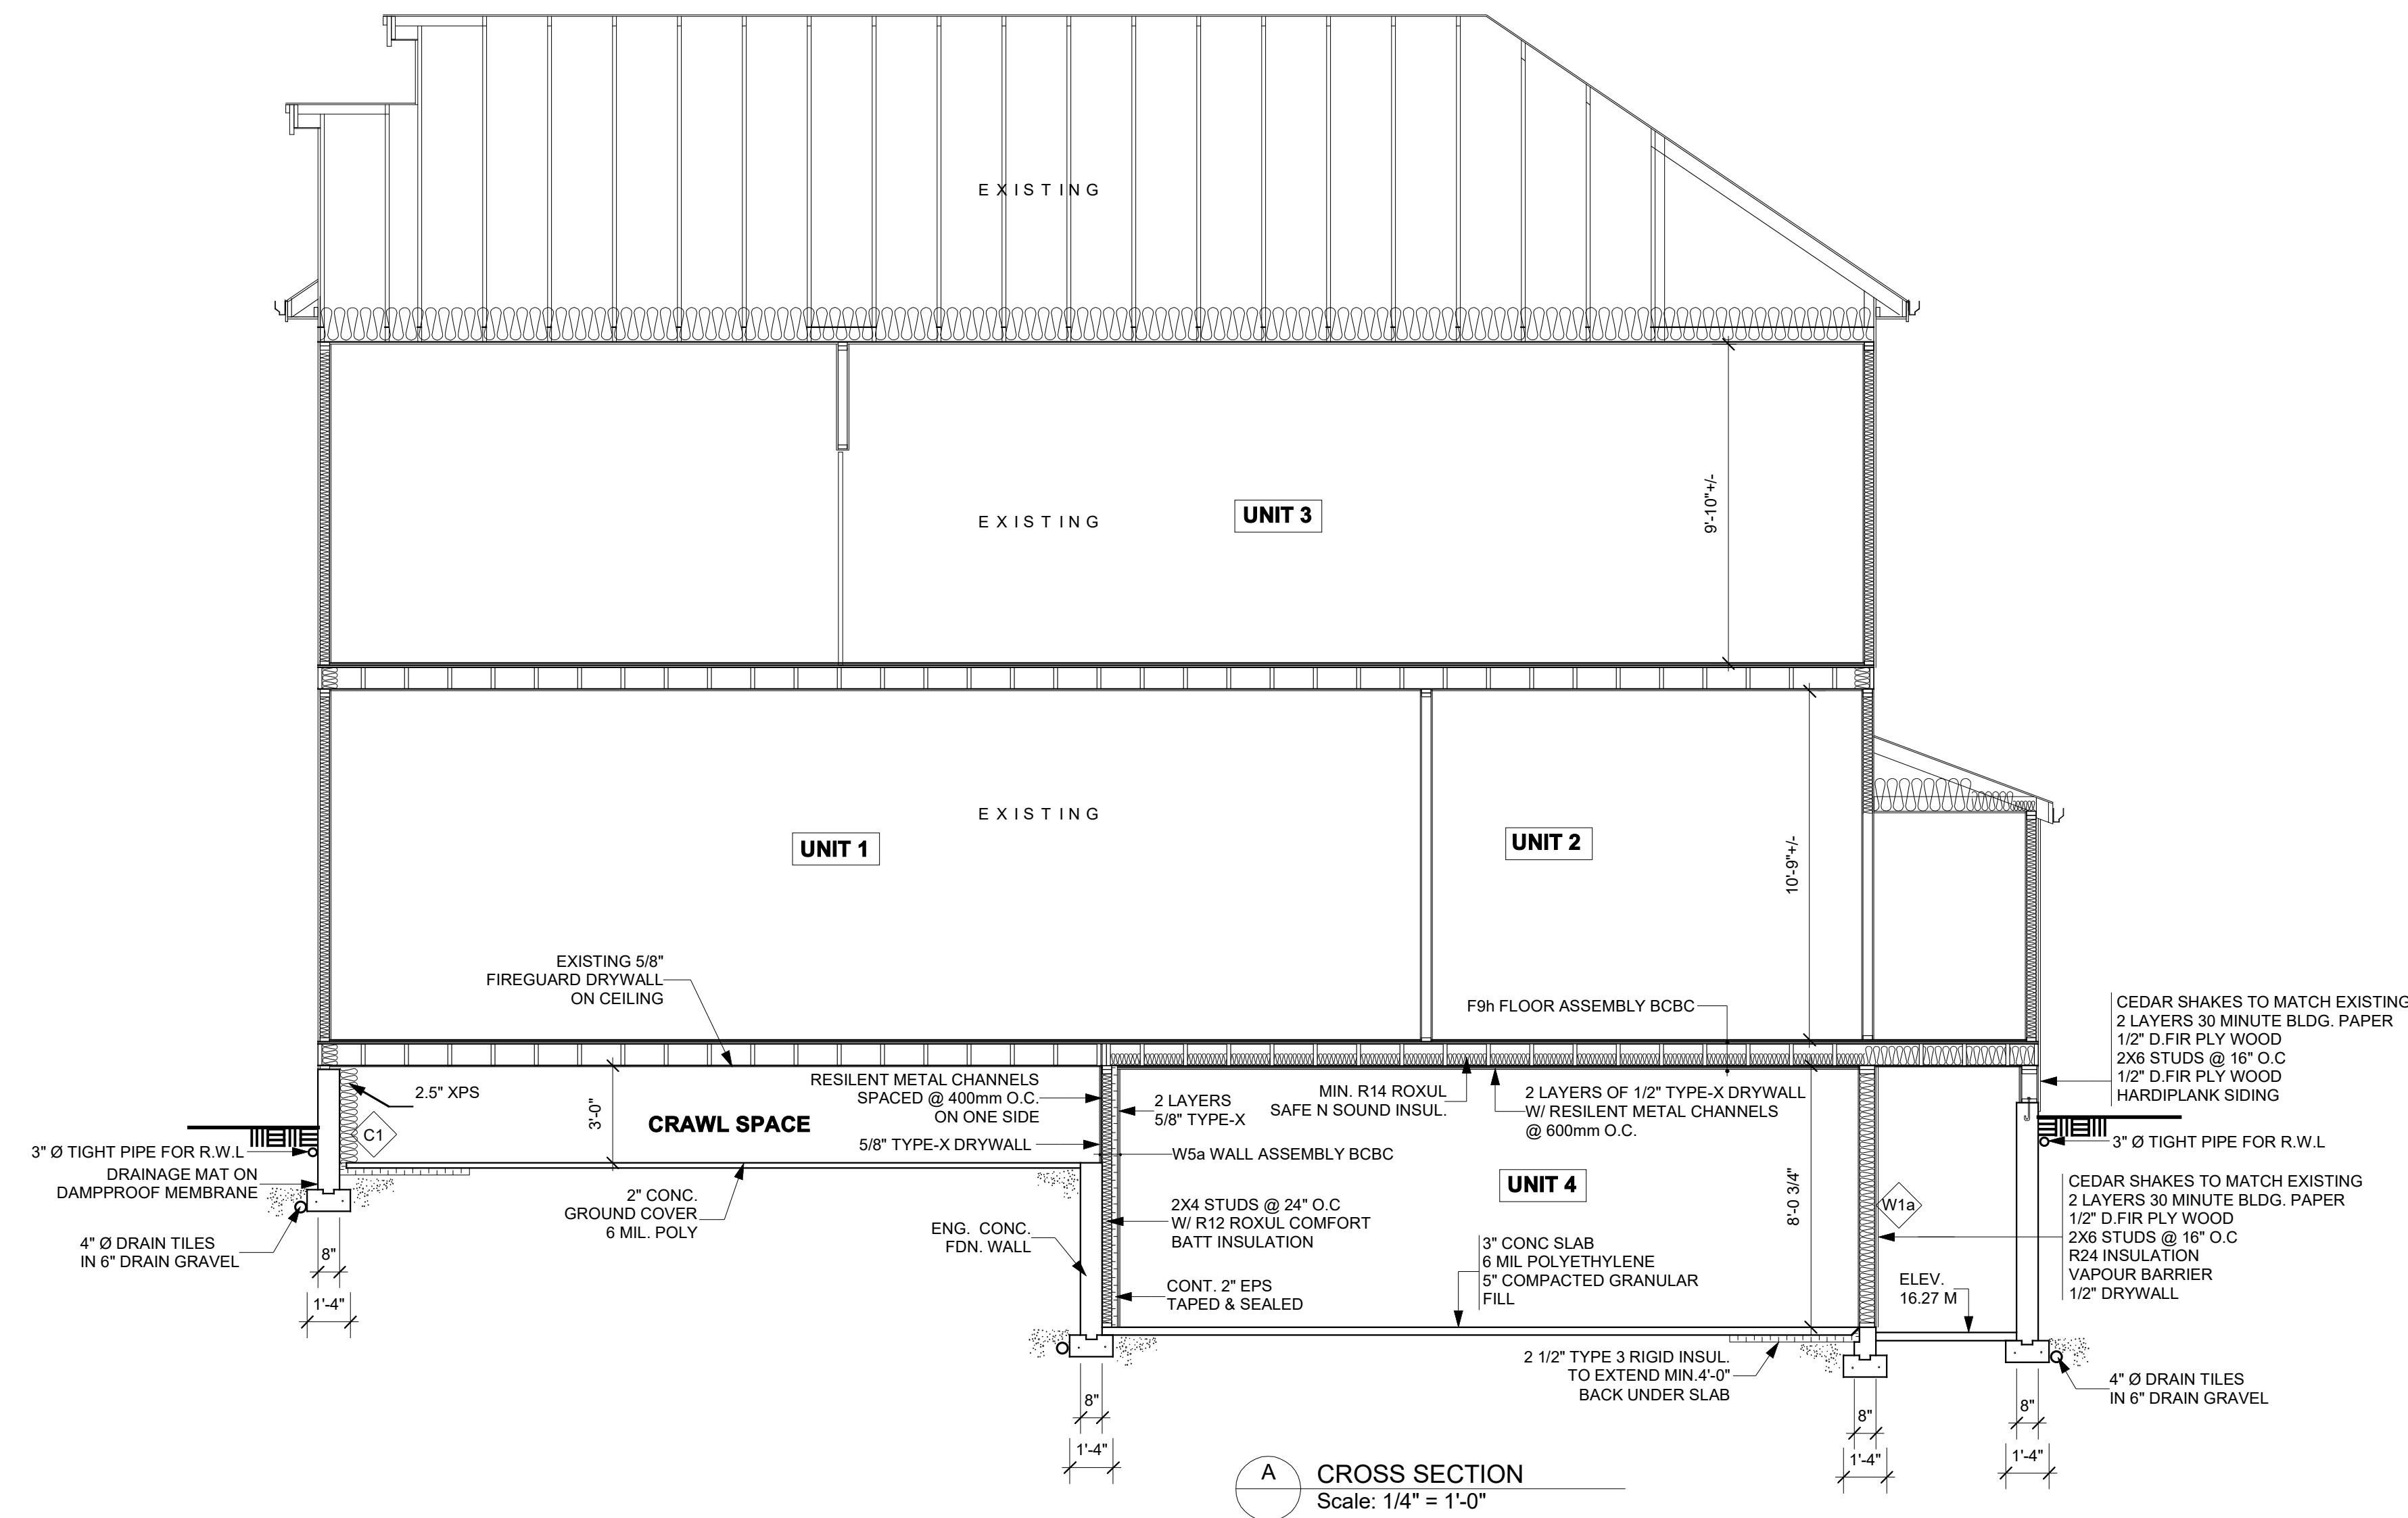 E X I S T I N G
E X I S T I N G
UNIT 3
9'-10"+/-
E X I S T I N G
UNIT 1
UNIT 2
10'-9"+/-
EXISTING 5/8"
FIREGUARD DRYWALL
ON CEILING
F9h FLOOR ASSEMBLY BCBC
CEDAR SHAKES TO MATCH EXISTING
2 LAYERS 30 MINUTE BLDG. PAPER
1/2" D.FIR PLY WOOD
2X6 STUDS @ 16" O.C
1/2" D.FIR PLY WOOD
HARDIPLANK SIDING
2.5" XPS
C1
3'-0"
CRAWL SPACE
RESILENT METAL CHANNELS
SPACED @ 400mm O.C.
ON ONE SIDE
5/8" TYPE-X DRYWALL
2 LAYERS
5/8" TYPE-X
MIN. R14 ROXUL
SAFE N SOUND INSUL.
2 LAYERS OF 1/2" TYPE-X DRYWALL
W/ RESILENT METAL CHANNELS
@ 600mm O.C.
W5a WALL ASSEMBLY BCBC
3" Ø TIGHT PIPE FOR R.W.L
DRAINAGE MAT ON
DAMPPROOF MEMBRANE
3" Ø TIGHT PIPE FOR R.W.L
UNIT 4
8'-0 3/4"
W1a
CEDAR SHAKES TO MATCH EXISTING
2 LAYERS 30 MINUTE BLDG. PAPER
1/2" D.FIR PLY WOOD
2X6 STUDS @ 16" O.C
R24 INSULATION
VAPOUR BARRIER
1/2" DRYWALL
2" CONC.
GROUND COVER
6 MIL. POLY
2X4 STUDS @ 24" O.C
W/ R12 ROXUL COMFORT
BATT INSULATION
ENG. CONC.
FDN. WALL
4" Ø DRAIN TILES
IN 6" DRAIN GRAVEL
8"
1'-4"
CONT. 2" EPS
TAPED & SEALED
3" CONC SLAB
6 MIL POLYETHYLENE
5" COMPACTED GRANULAR
FILL
ELEV.
16.27 M
2 1/2" TYPE 3 RIGID INSUL.
TO EXTEND MIN.4'-0"
BACK UNDER SLAB
4" Ø DRAIN TILES
IN 6" DRAIN GRAVEL
8"
1'-4"
8"
1'-4"
8"
1'-4"
A
CROSS SECTION
Scale: 1/4" = 1'-0"